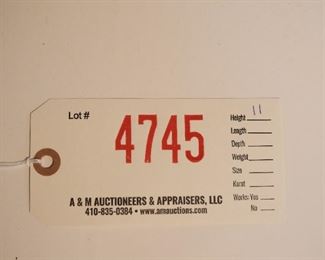 Lot #
4745
A & M AUCTIONEERS & APPRAISERS, LLC
410-835-0384 • www.amauctions.com
11
Height
Length
Depth
Weight
Size
Karat
Works: Yes
No